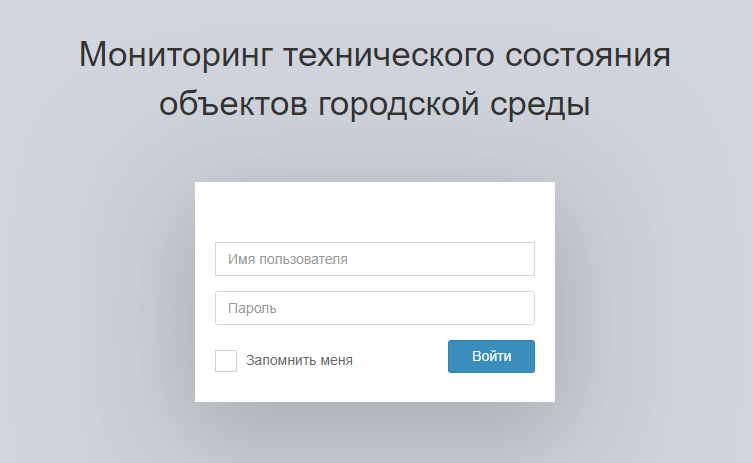 Мониторинг технического состояния
объектов городской среды
Имя пользователя
Пароль
Запомнить меня
Войти